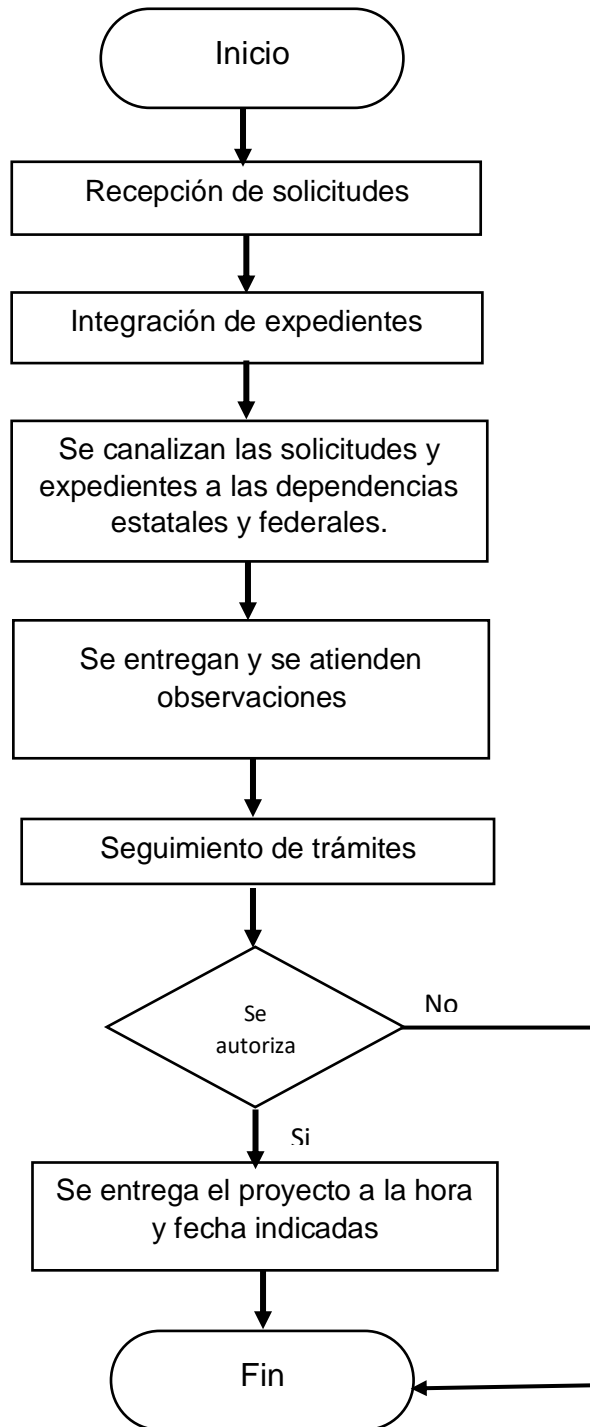 Inicio
Recepción de solicitudes
Integración de expedientes
Se canalizan las solicitudes y
expedientes a las dependencias
estatales y federales.
Se entregan y se atienden
observaciones
Seguimiento de trámites
Se
autoriza
No
Si
Se entrega el proyecto a la hora
y fecha indicadas
Fin